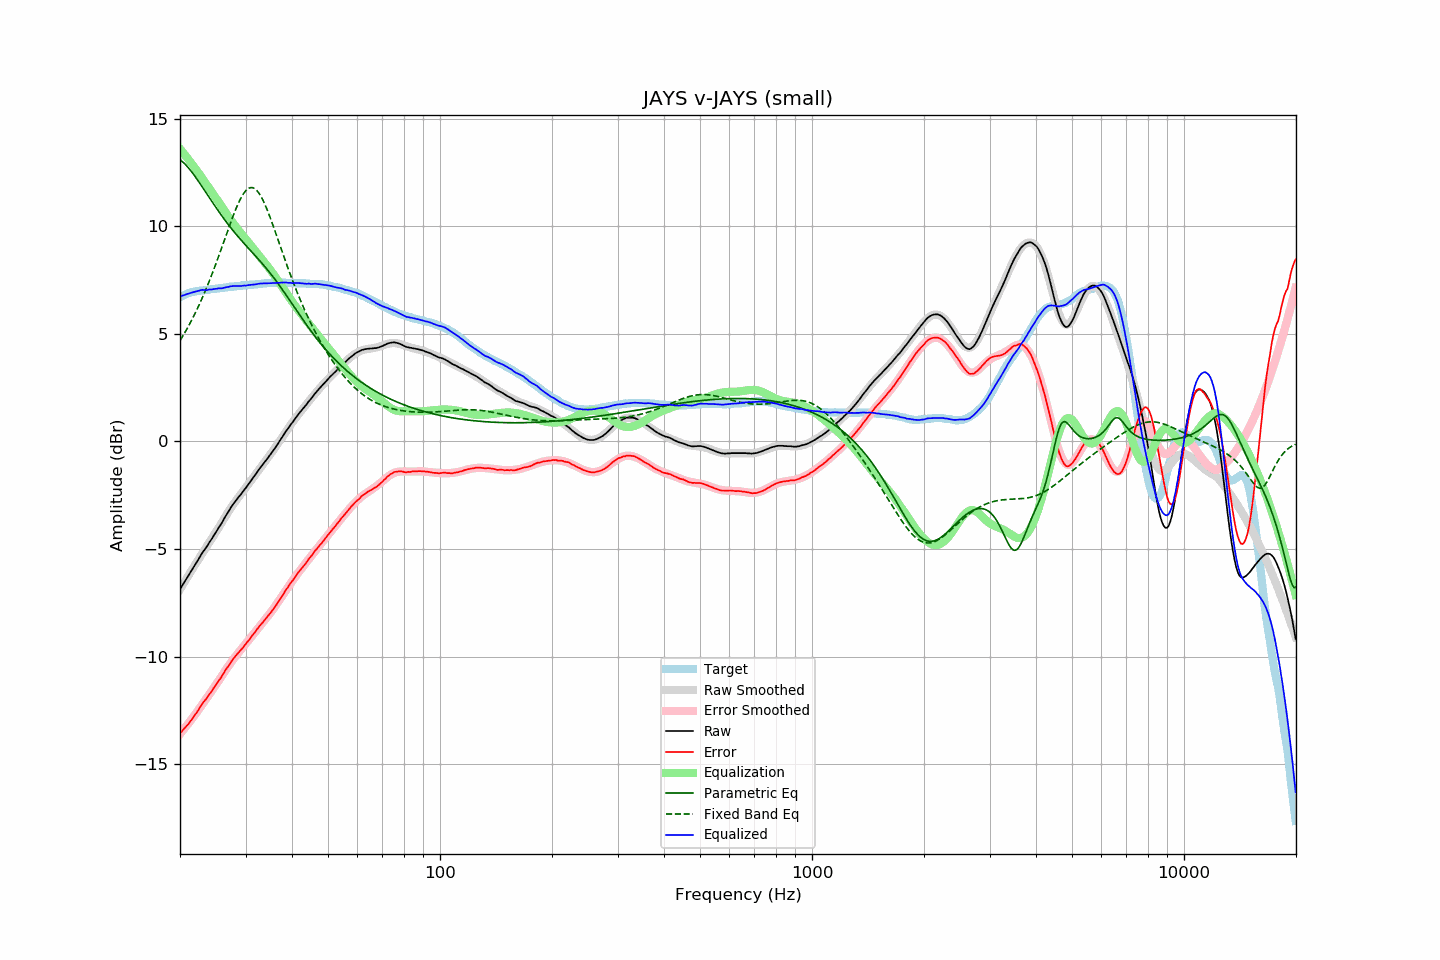 JAYS v-JAYS (small)
15
10
5
0
−5
−10
−15
Amplitude (dBr)
100
1000
10000
Frequency (Hz)
Target
Raw Smoothed
Error Smoothed
Raw
Error
Equalization
Parametric Eq
Fixed Band Eq
Equalized